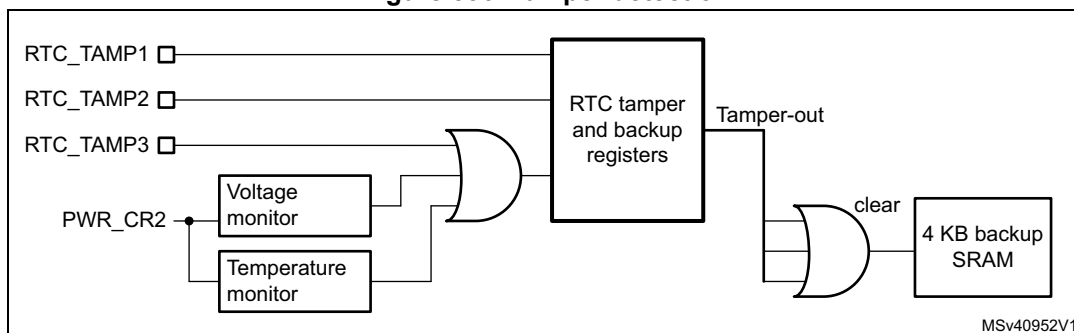 RTC_TAMP1
RTC_TAMP2
RTC_TAMP3
PWR_CR2
Voltage
monitor
Temperature
monitor
RTC tamper
and backup
registers
Tamper-out
clear
4 KB backup
SRAM
MSv40952V1